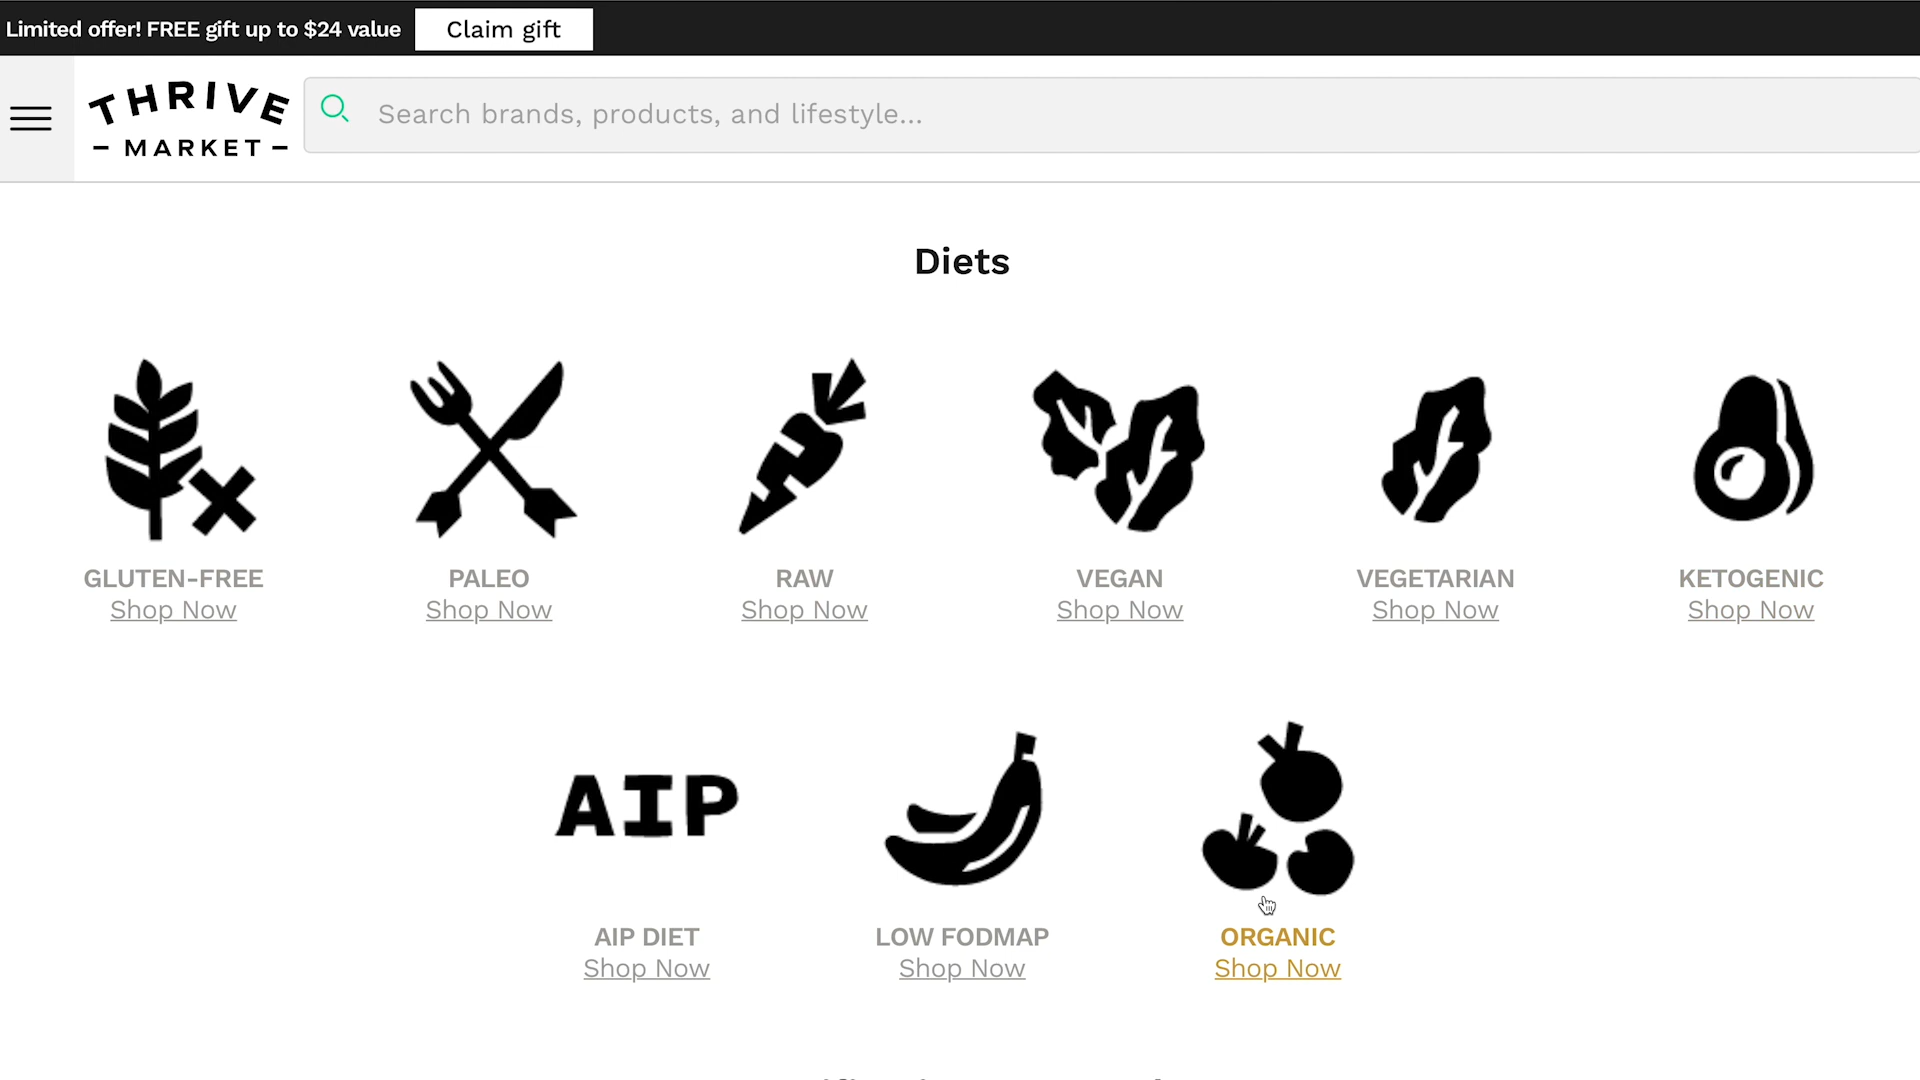 Limited offer! FREE gift up to $24 value
Claim gift
THRIVE
- MARKET -
Search brands, products, and lifestyle...
Diets
GLUTEN-FREE
Shop Now
PALEO
Shop Now
RAW
Shop Now
VEGAN
Shop Now
VEGETARIAN
Shop Now
KETOGENIC
Shop Now
AIP
AIP DIET
Shop Now
LOW FODMAP
Shop Now
ORGANIC
Shop Now